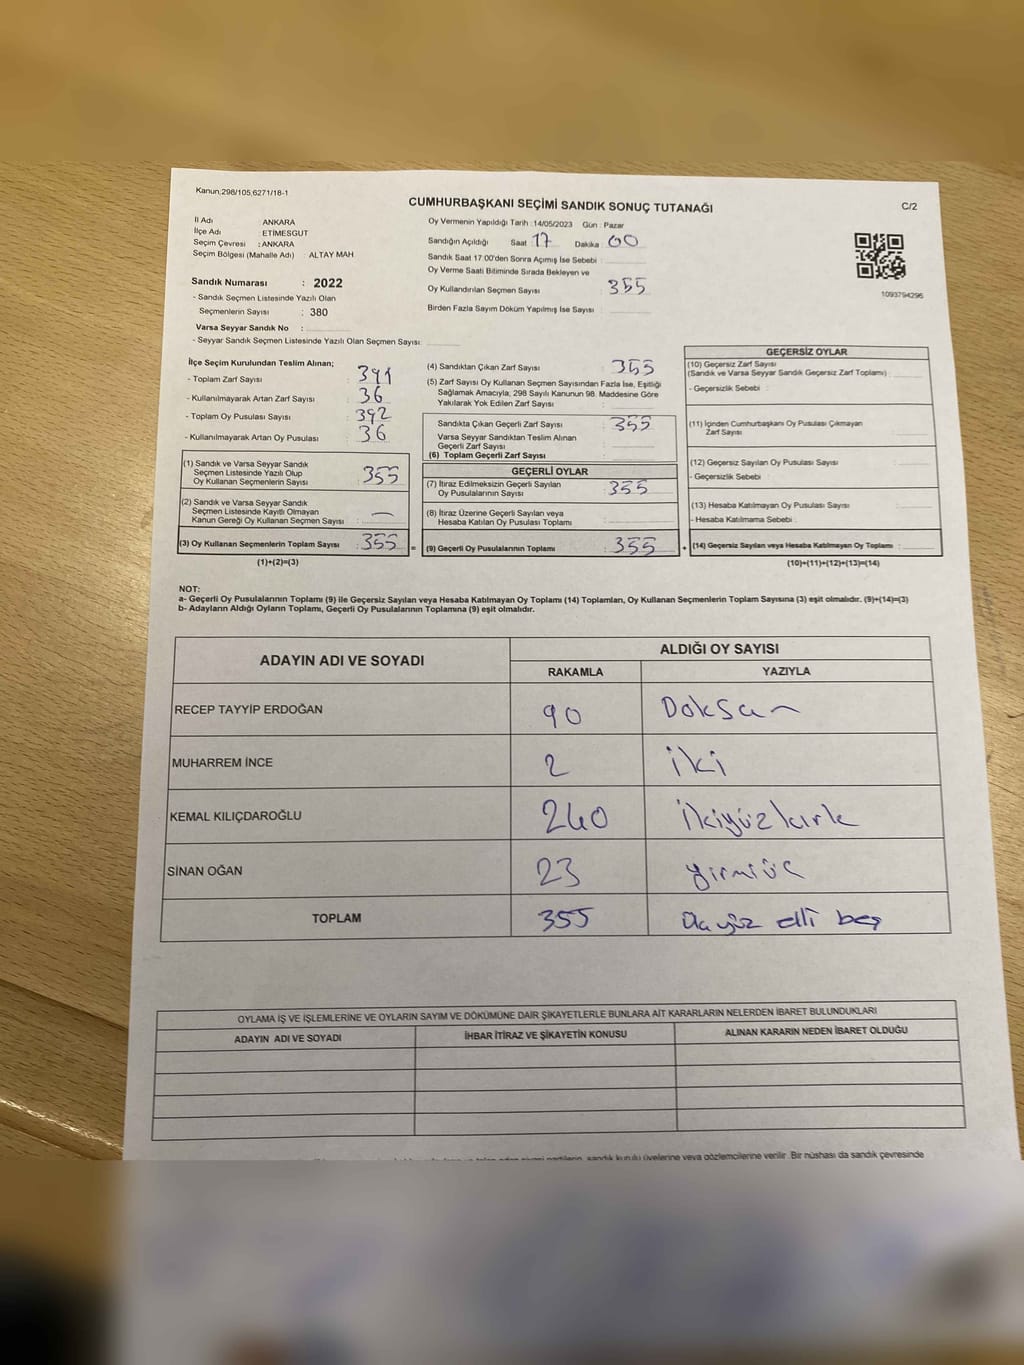 Kanun,298/105,6271/18-1
CUMHURBAŞKANI SEÇİMİ SANDIK SONUÇ TUTANAĞI
C/2
İl Adı ANKARA
İlçe Adı : ETİMESGUT
Seçim Çevresi : ANKARA
Seçim Bölgesi (Mahalle Adı) ALTAY MAH
Oy Vermenin Yapıldığı Tarih : 14/05/2023 Gün : Pazar
Sandığın Açıldığı Saat 17 Dakika 00
Sandık Saat 17:00'den Sonra Açımış İse Sebebi :
Oy Verme Saati Bitiminde Sırada Bekleyen ve
Oy Kullandırılan Seçmen Sayısı : 355
Birden Fazla Sayım Döküm Yapılmış İse Sayısı :
1093794296
Sandık Numarası : 2022
- Sandık Seçmen Listesinde Yazılı Olan
Seçmenlerin Sayısı : 380
Varsa Seyyar Sandık No :
- Seyyar Sandık Seçmen Listesinde Yazılı Olan Seçmen Sayısı :
İlçe Seçim Kurulundan Teslim Alınan;
- Toplam Zarf Sayısı : 391
- Kullanılmayarak Artan Zarf Sayısı : 36
- Toplam Oy Pusulası Sayısı : 392
- Kullanılmayarak Artan Oy Pusulası : 36
(1) Sandık ve Varsa Seyyar Sandık
Seçmen Listesinde Yazılı Olup
Oy Kullanan Seçmenlerin Sayısı : 355
(2) Sandık ve Varsa Seyyar Sandık
Seçmen Listesinde Kayıtlı Olmayan
Kanun Gereği Oy Kullanan Seçmen Sayısı : —
(3) Oy Kullanan Seçmenlerin Toplam Sayısı : 355 =
(1)+(2)=(3)
(4) Sandıktan Çıkan Zarf Sayısı : 355
(5) Zarf Sayısı Oy Kullanan Seçmen Sayısından Fazla İse, Eşitliği
Sağlamak Amacıyla, 298 Sayılı Kanunun 98. Maddesine Göre
Yakılarak Yok Edilen Zarf Sayısı :
Sandıkta Çıkan Geçerli Zarf Sayısı : 355
Varsa Seyyar Sandıktan Teslim Alınan
Geçerli Zarf Sayısı :
(6) Toplam Geçerli Zarf Sayısı :
GEÇERLİ OYLAR
(7) İtiraz Edilmeksizin Geçerli Sayılan
Oy Pusulalarının Sayısı : 355
(8) İtiraz Üzerine Geçerli Sayılan veya
Hesaba Katılan Oy Pusulası Toplamı :
(9) Geçerli Oy Pusulalarının Toplamı : 355 +
GEÇERSİZ OYLAR
(10) Geçersiz Zarf Sayısı
(Sandık ve Varsa Seyyar Sandık Geçersiz Zarf Toplamı) :
- Geçersizlik Sebebi :
(11) İçinden Cumhurbaşkanı Oy Pusulası Çıkmayan
Zarf Sayısı :
(12) Geçersiz Sayılan Oy Pusulası Sayısı :
- Geçersizlik Sebebi :
(13) Hesaba Katılmayan Oy Pusulası Sayısı :
- Hesaba Katılmama Sebebi :
(14) Geçersiz Sayılan veya Hesaba Katılmayan Oy Toplamı :
(10)+(11)+(12)+(13)=(14)
NOT:
a- Geçerli Oy Pusulalarının Toplamı (9) ile Geçersiz Sayılan veya Hesaba Katılmayan Oy Toplamı (14) Toplamları, Oy Kullanan Seçmenlerin Toplam Sayısına (3) eşit olmalıdır. (9)+(14)=(3)
b- Adayların Aldığı Oyların Toplamı, Geçerli Oy Pusulalarının Toplamına (9) eşit olmalıdır.
ADAYIN ADI VE SOYADI ALDIĞI OY SAYISI
RAKAMLA YAZIYLA
RECEP TAYYİP ERDOĞAN 90 Doksan
MUHARREM İNCE 2 iki
KEMAL KILIÇDAROĞLU 240 ikiyüzkırk
SİNAN OĞAN 23 yirmiüç
TOPLAM 355 üçyüz elli beş
OYLAMA İŞ VE İŞLEMLERİNE VE OYLARIN SAYIM VE DÖKÜMÜNE DAİR ŞİKAYETLERLE BUNLARA AİT KARARLARIN NELERDEN İBARET BULUNDUKLARI
ADAYIN ADI VE SOYADI İHBAR İTİRAZ VE ŞİKAYETİN KONUSU ALINAN KARARIN NEDEN İBARET OLDUĞU
sandık kurulu üyelerine veya gözlemcilerine verilir. Bir nüshası da sandık çevresinde